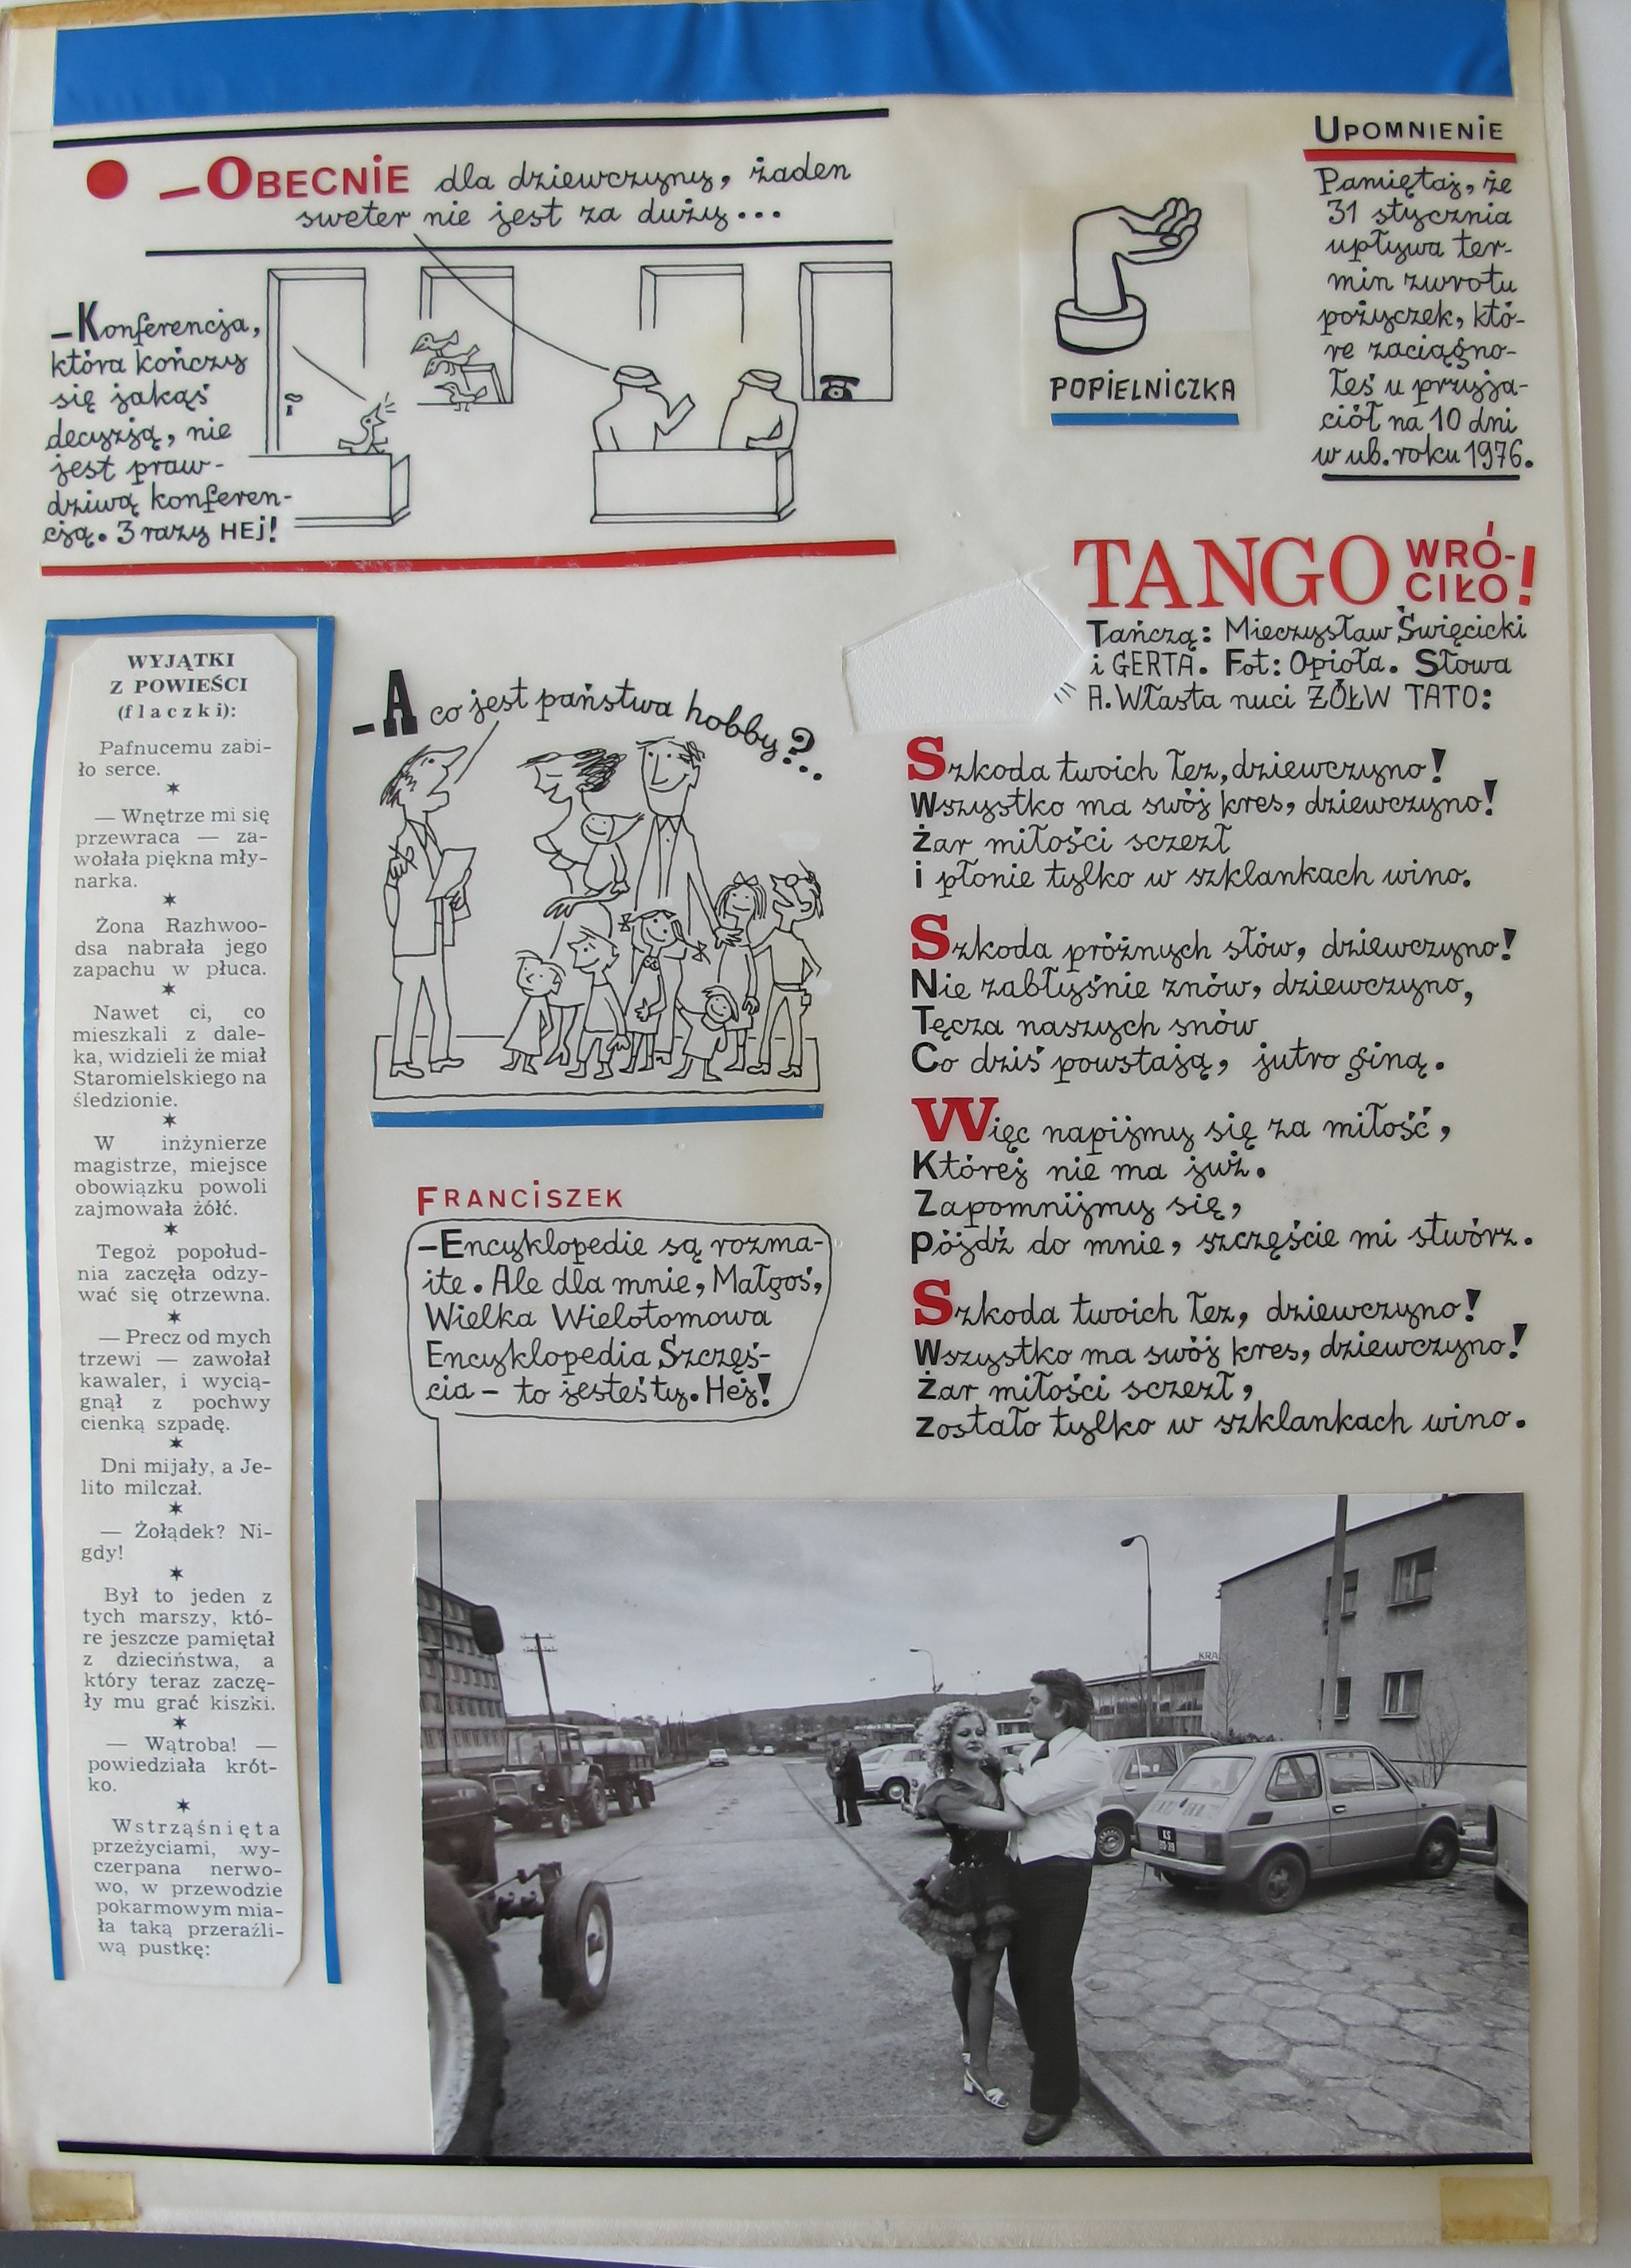 – OBECNiE dla dziewczyny, żaden
sweter nie jest za duży...
– Konferencja,
która kończy
się jakąś
decyzją, nie
jest praw-
dziwą konferen-
cją. 3 razy HEj!
POPiELNiCZKA
UPOMNiENiE
Pamiętaj, że
31 stycznia
upływa ter-
min zwrotu
pożyczek, któ-
re zaciągno-
łeś u przyja-
ciół na 10 dni
w ub. roku 1976.
WYJĄTKI
Z POWIEŚCI
(flaczki):
Pafnucemu zabi-
ło serce.
— Wnętrze mi się
przewraca — za-
wołała piękna mły-
narka.
Żona Razhwoo-
dsa nabrała jego
zapachu w płuca.
Nawet ci, co
mieszkali z dale-
ka, widzieli że miał
Staromielskiego na
śledzionie.
W inżynierze
magistrze, miejsce
obowiązku powoli
zajmowała żółć.
Tegoż popołud-
nia zaczęła odzy-
wać się otrzewna.
— Precz od mych
trzewi — zawołał
kawaler, i wycią-
gnął z pochwy
cienką szpadę.
Dni mijały, a Je-
lito milczał.
— Żołądek? Ni-
gdy!
Był to jeden z
tych marszy, któ-
re jeszcze pamiętał
z dzieciństwa, a
który teraz zaczę-
ły mu grać kiszki.
— Wątroba! —
powiedziała krót-
ko.
Wstrząśnięta
przeżyciami, wy-
czerpana nerwo-
wo, w przewodzie
pokarmowym mia-
ła taką przeraźli-
wą pustkę:
– A co jest państwa hobby?..
FRANCiSZEK
– Encyklopedie są rozma-
ite. Ale dla mnie, Małgoś,
Wielka Wielotomowa
Encyklopedia Szczęś-
cia – to jesteś ty. Hej!
TANGO WRÓ-
CiŁO!
Tańczą: Mieczysław Święcicki
i GERTA. Fot: Opioła. Słowa
A. Własta nuci ŻÓŁW TATO:
Szkoda twoich łez, dziewczyno!
Wszystko ma swój kres, dziewczyno!
Żar miłości sczezł
i płonie tylko w szklankach wino.
Szkoda próżnych słów, dziewczyno!
Nie zabłyśnie znów, dziewczyno,
Tęcza naszych snów
Co dziś powstają, jutro giną.
Więc napijmy się za miłość,
Której nie ma już.
Zapomnijmy się,
pójdź do mnie, szczęście mi stwórz.
Szkoda twoich łez, dziewczyno!
Wszystko ma swój kres, dziewczyno!
Żar miłości sczezł,
zostało tylko w szklankach wino.
KRA